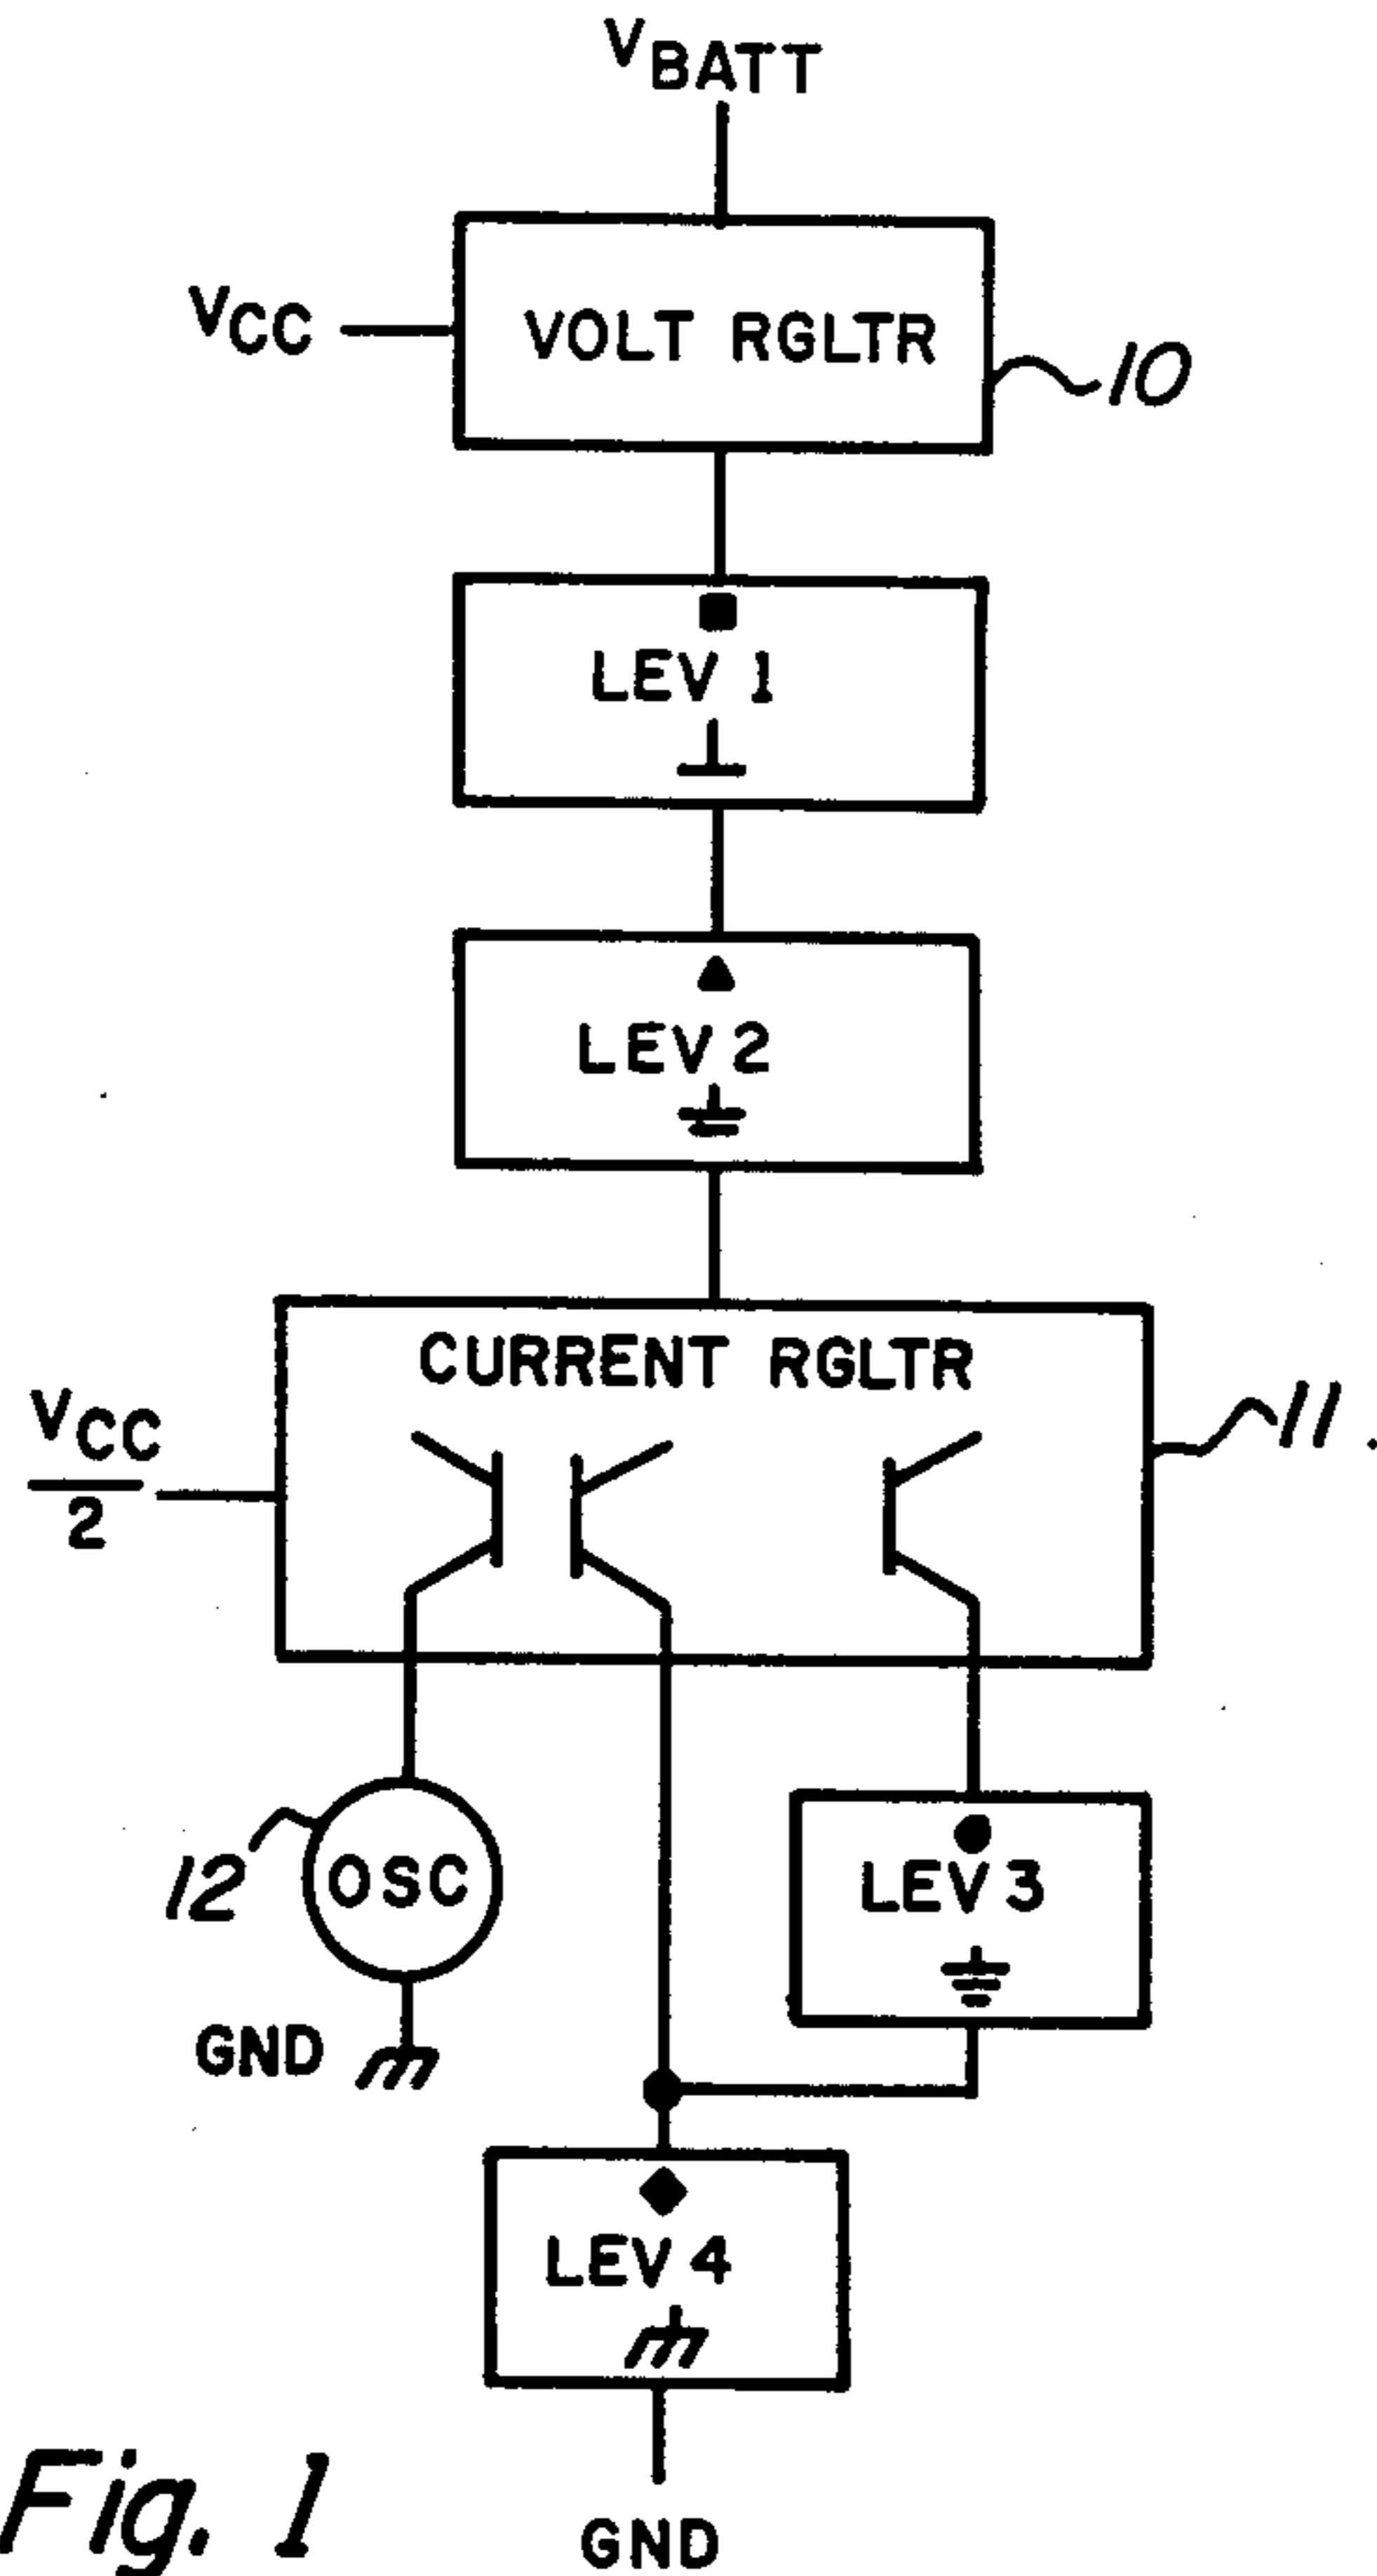 VBATT
VCC
VOLT RGLTR
10
LEV 1
LEV 2
CURRENT RGLTR
VCC
2
11
12
OSC
LEV 3
GND
LEV 4
Fig. 1
GND